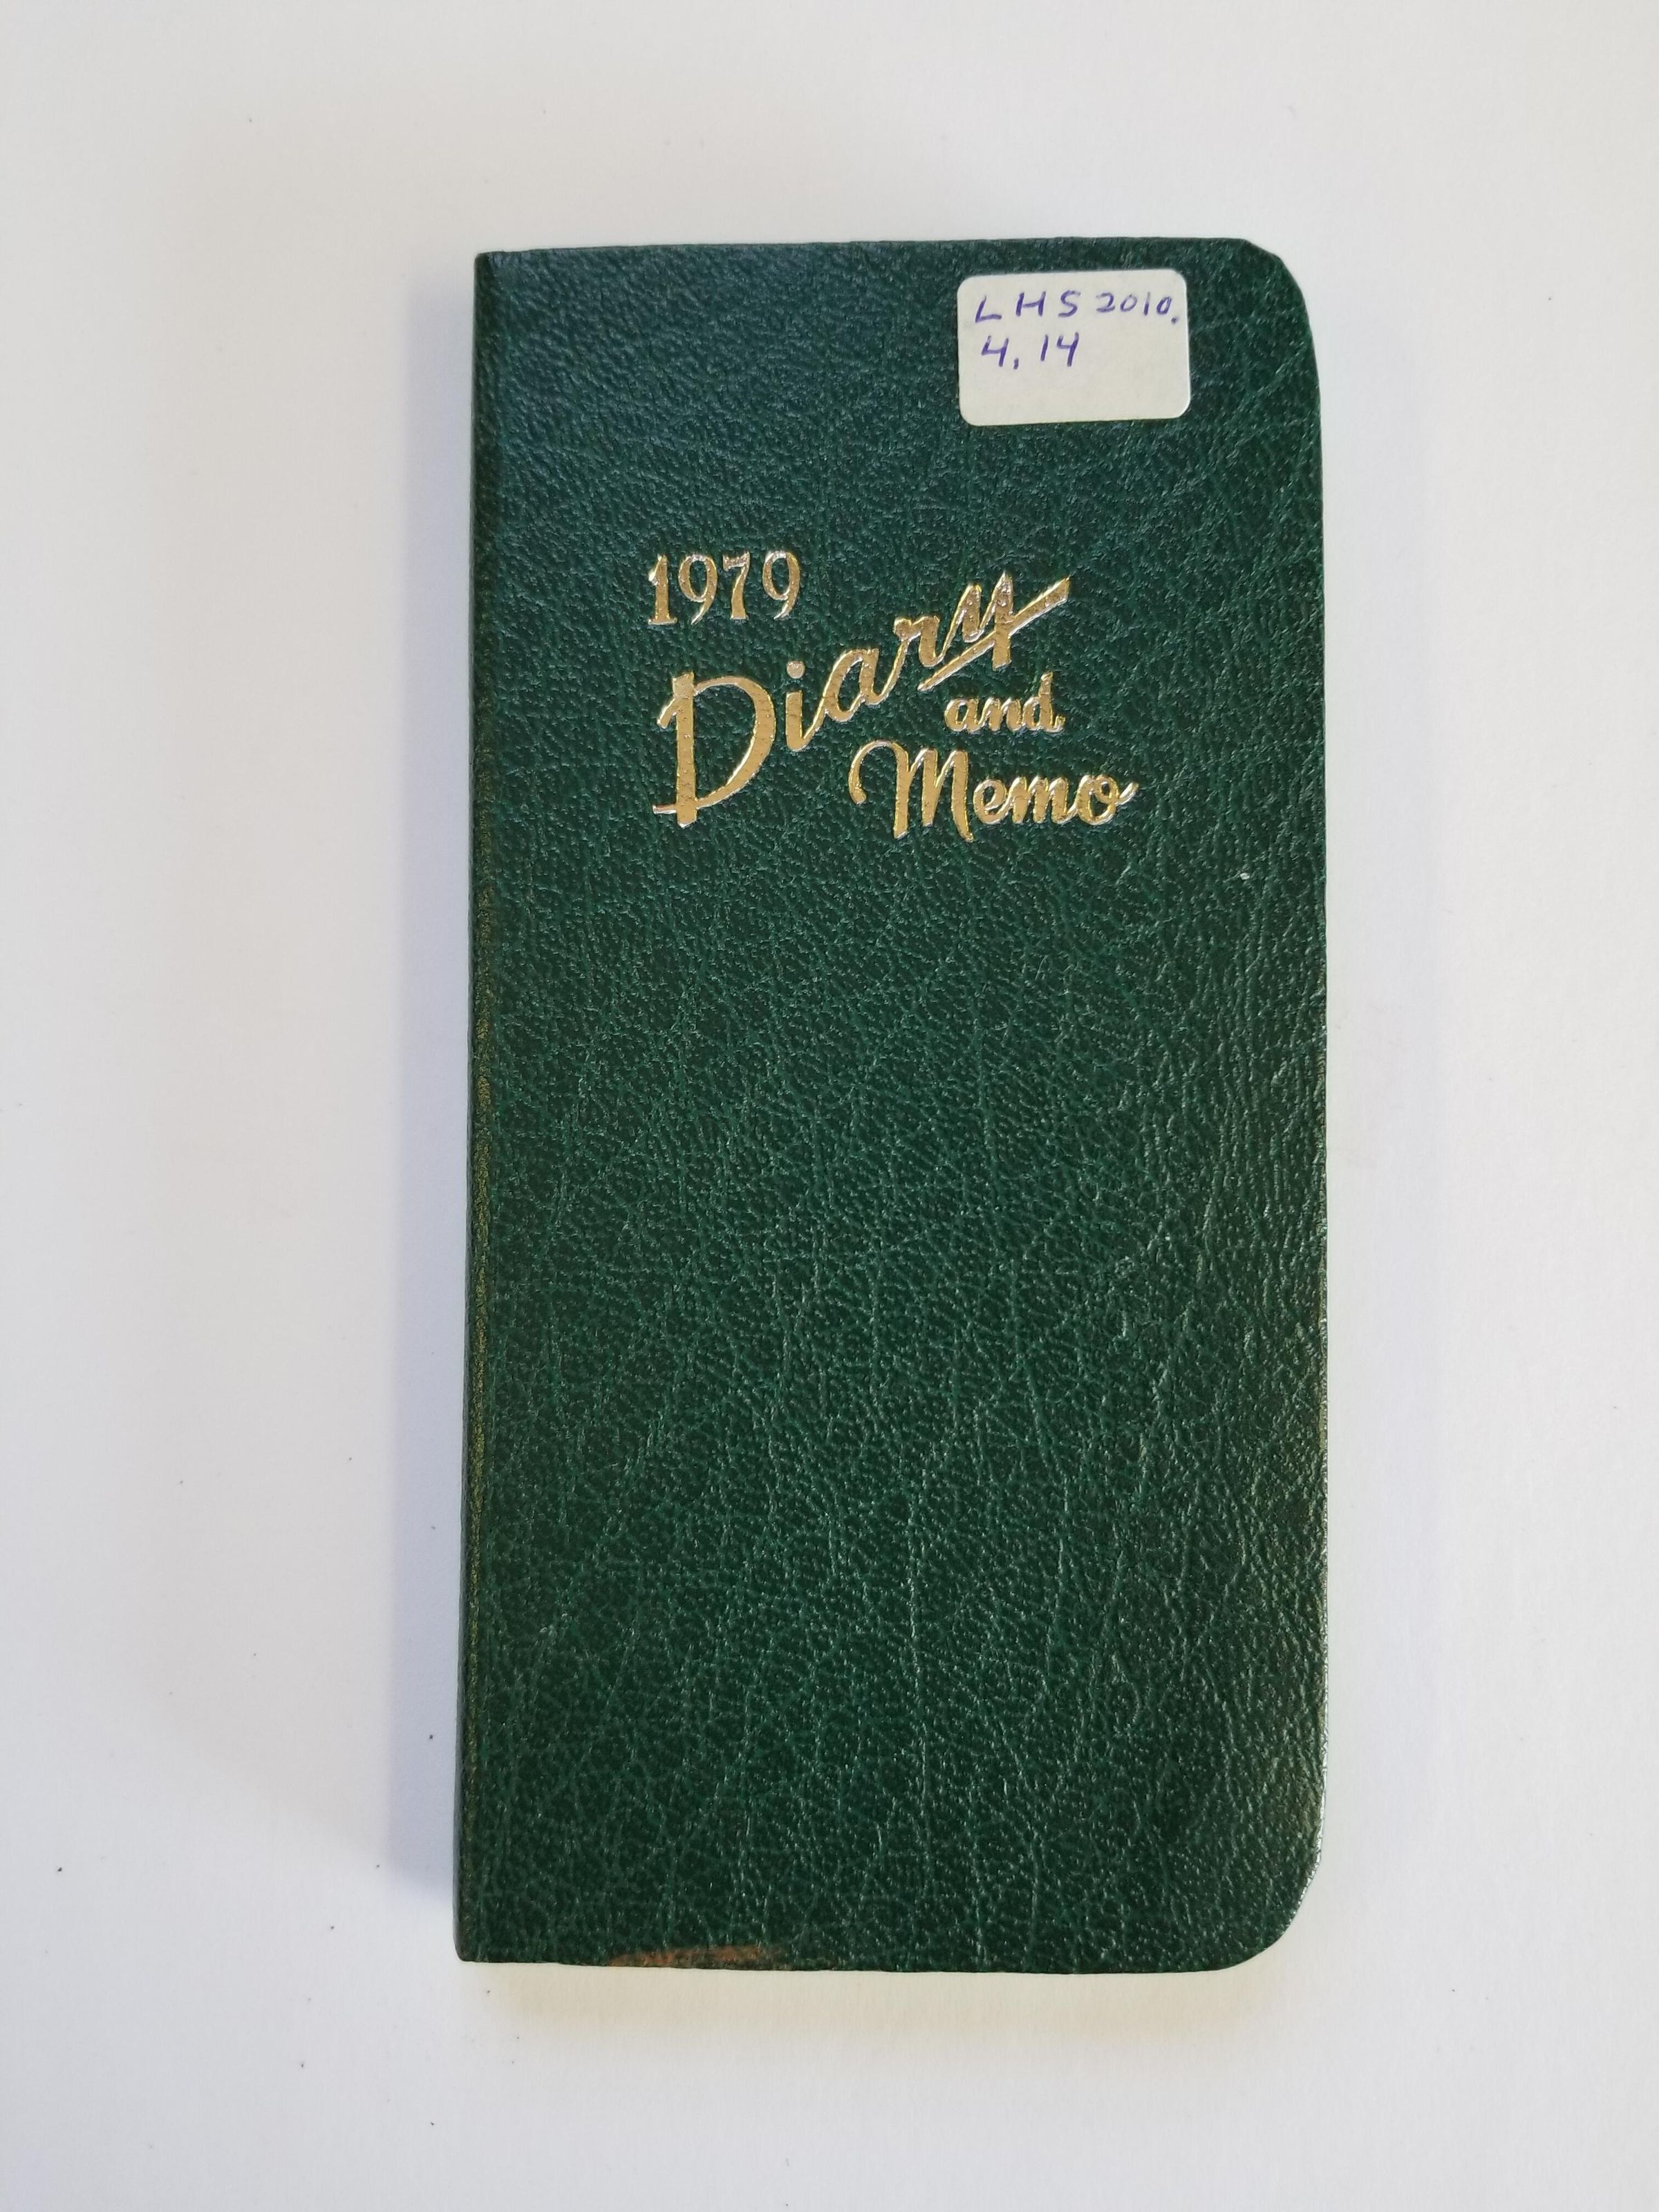 LHS 2010.
4, 14
1979
Diary
and
Memo